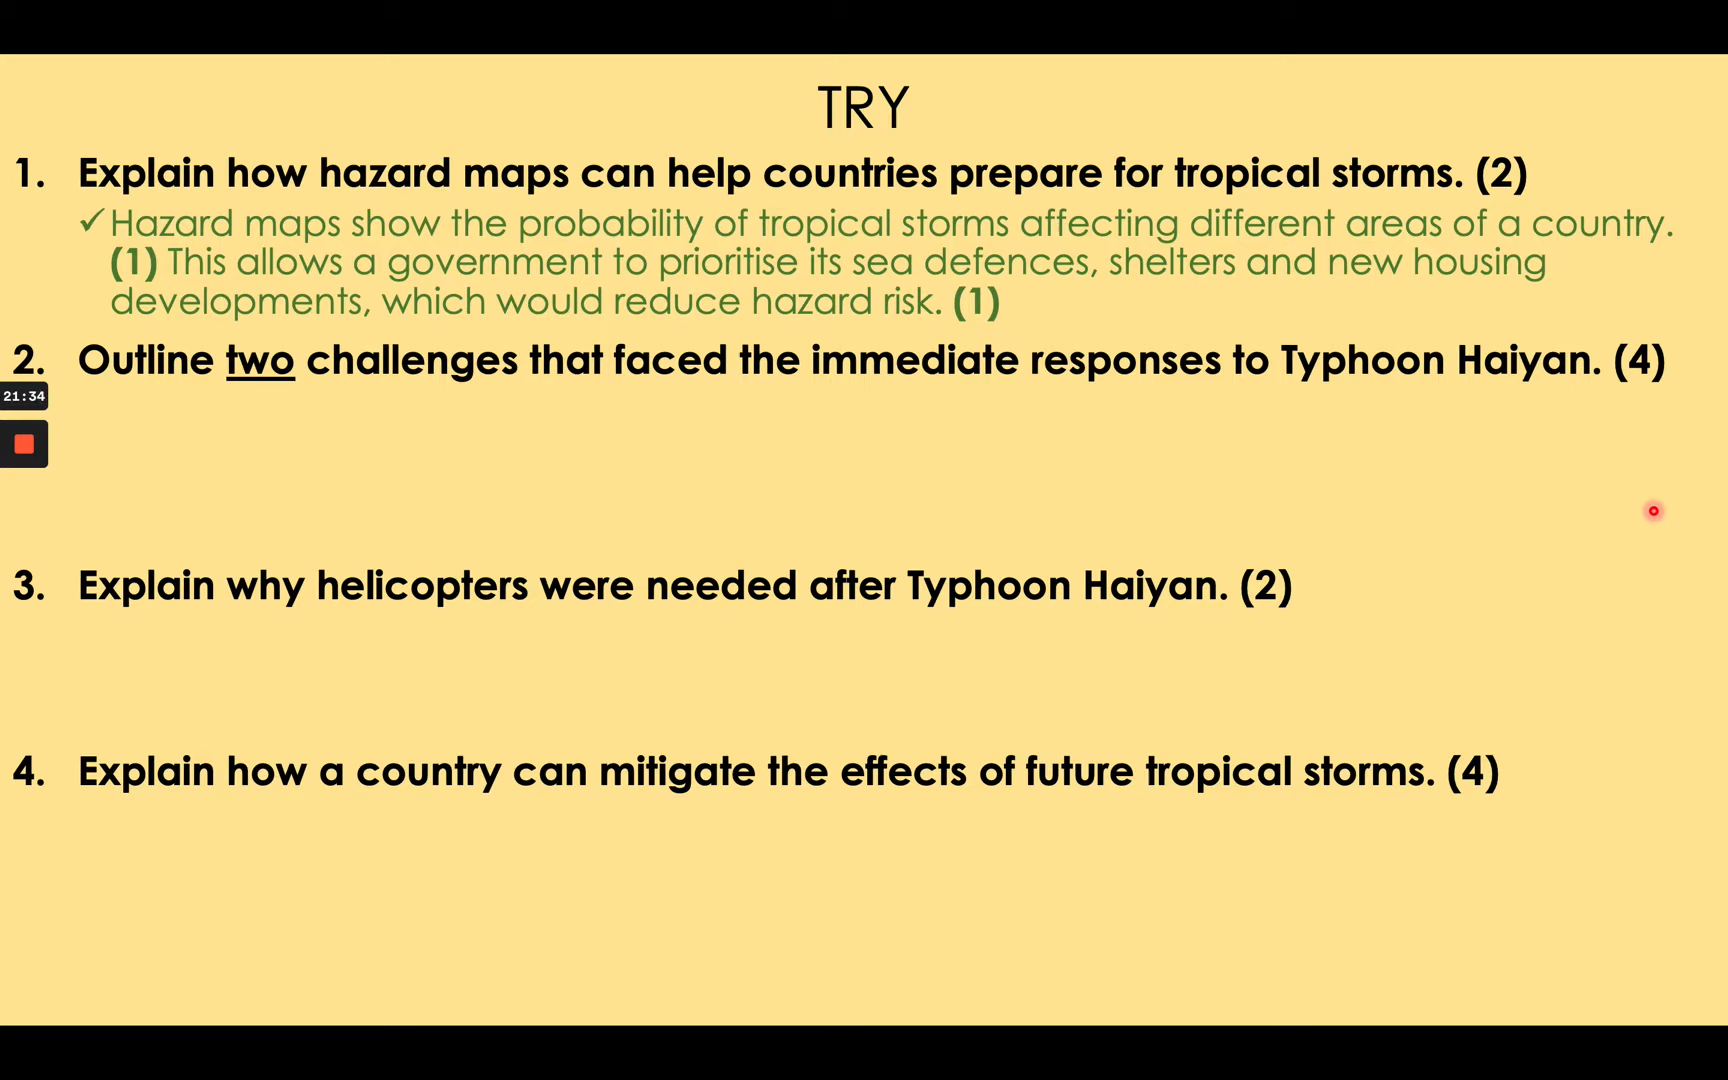 TRY
1. Explain how hazard maps can help countries prepare for tropical storms. (2)
✓Hazard maps show the probability of tropical storms affecting different areas of a country.
(1) This allows a government to prioritise its sea defences, shelters and new housing
developments, which would reduce hazard risk. (1)
2. Outline two challenges that faced the immediate responses to Typhoon Haiyan. (4)
21:34
3. Explain why helicopters were needed after Typhoon Haiyan. (2)
4. Explain how a country can mitigate the effects of future tropical storms. (4)